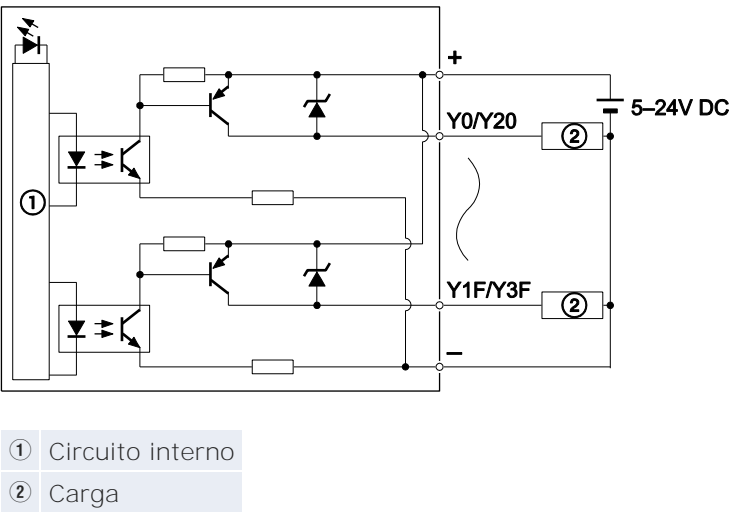 +
Y0/Y20
5–24V DC
②
①
Y1F/Y3F
②
–
① Circuito interno
② Carga